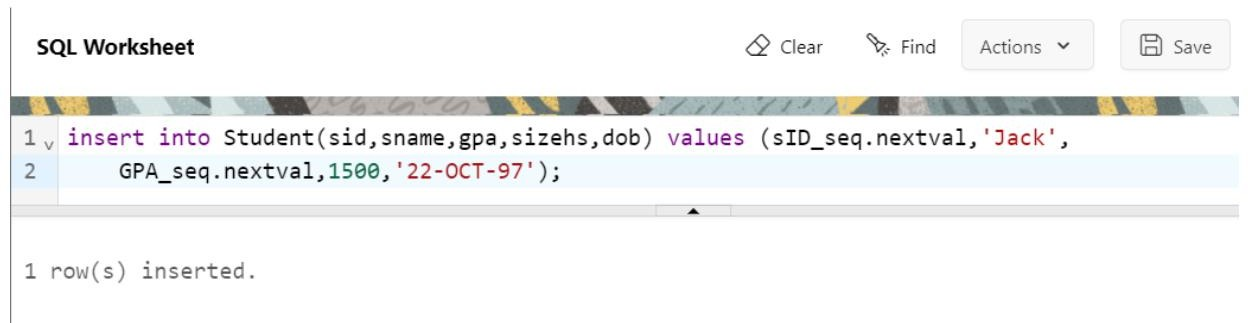 SQL Worksheet
Clear
Find
Actions
Save
1 insert into Student(sid,sname,gpa,sizehs,dob) values (sID_seq.nextval,'Jack',
2 GPA_seq.nextval,1500,'22-OCT-97');
1 row(s) inserted.